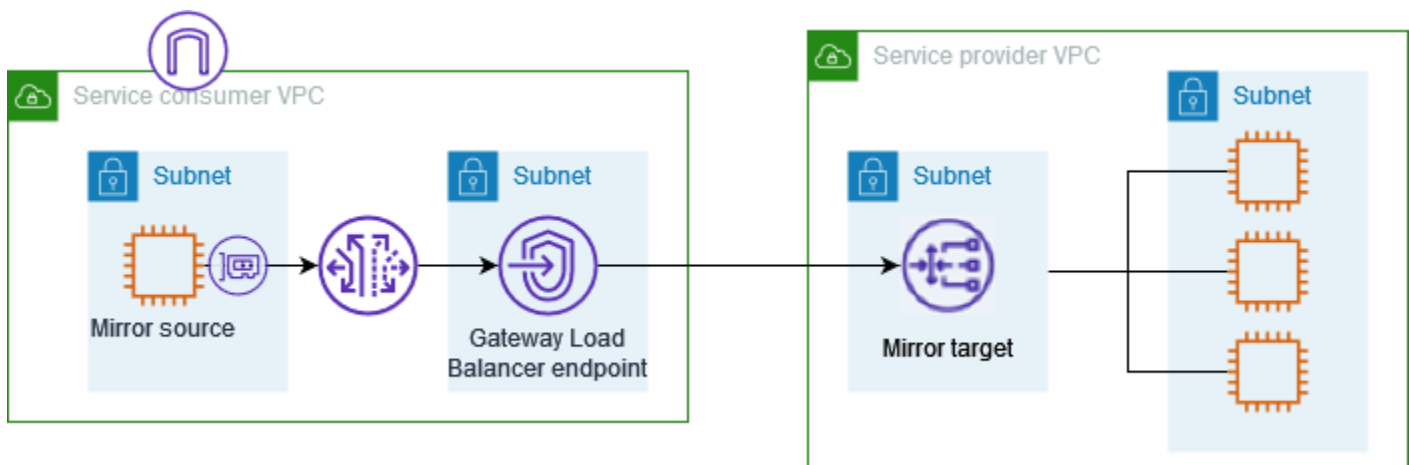 Service consumer VPC
Subnet
Mirror source
Subnet
Gateway Load
Balancer endpoint
Service provider VPC
Subnet
Mirror target
Subnet